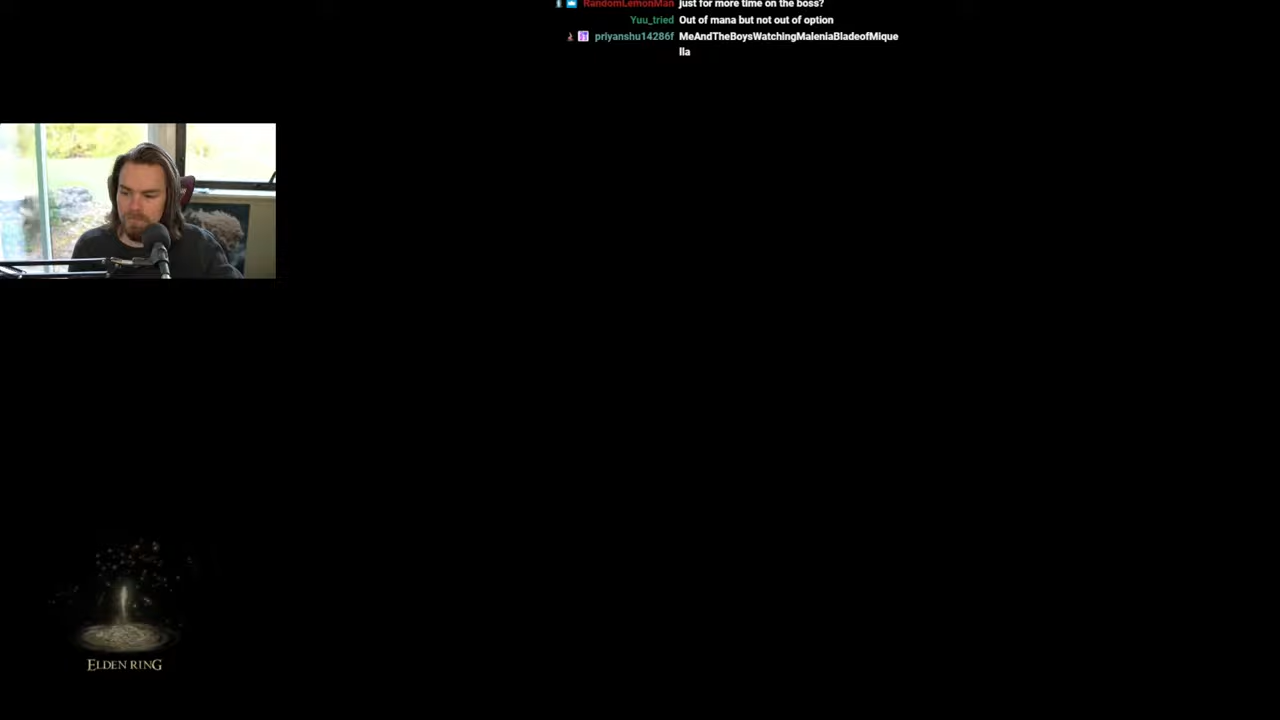 RandomLemonMan just for more time on the boss?
Yuu_tried Out of mana but not out of option
priyanshu14286f MeAndTheBoysWatchingMaleniaBladeofMique
lla
ELDEN RING